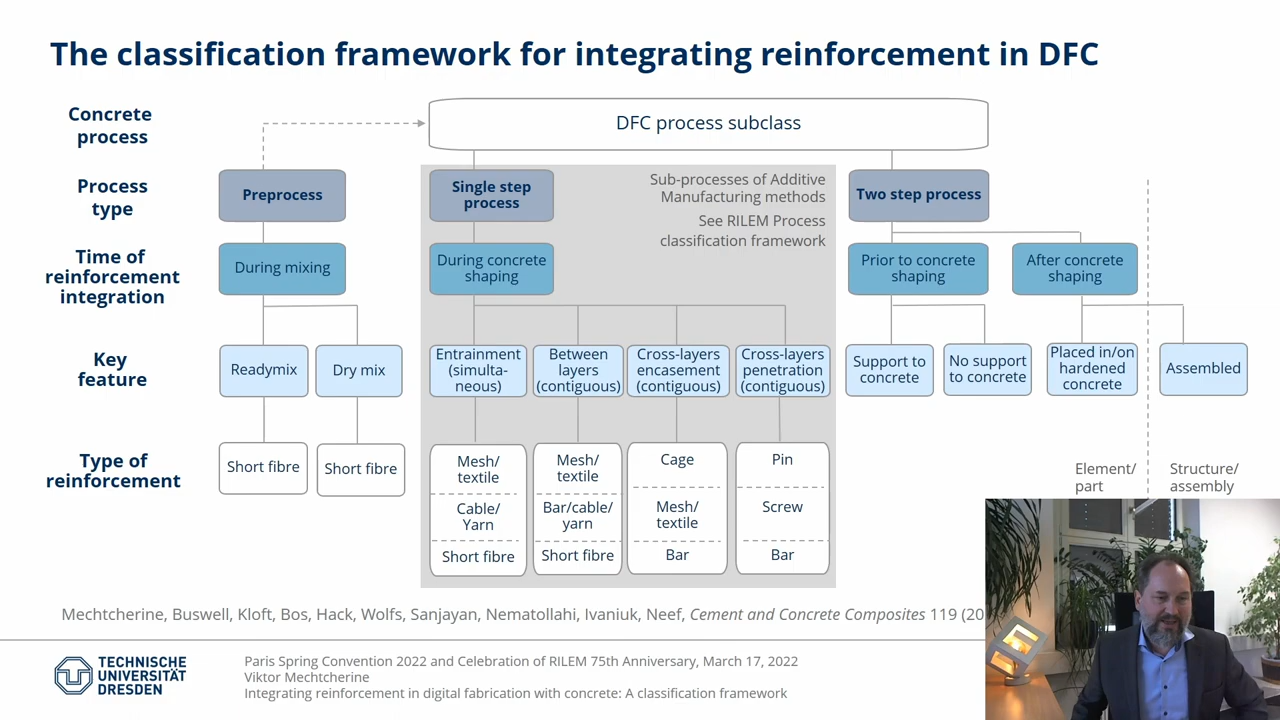 The classification framework for integrating reinforcement in DFC
Concrete
process
DFC process subclass
Process
type
Preprocess
Single step
process
Sub-processes of Additive
Manufacturing methods
See RILEM Process
classification framework
Two step process
Time of
reinforcement
integration
During mixing
During concrete
shaping
Prior to concrete
shaping
After concrete
shaping
Key
feature
Readymix
Dry mix
Entrainment
(simulta-
neous)
Between
layers
(contiguous)
Cross-layers
encasement
(contiguous)
Cross-layers
penetration
(contiguous)
Support to
concrete
No support
to concrete
Placed in/on
hardened
concrete
Assembled
Type of
reinforcement
Short fibre
Short fibre
Mesh/
textile
Cable/
Yarn
Short fibre
Mesh/
textile
Bar/cable/
yarn
Short fibre
Cage
Mesh/
textile
Bar
Pin
Screw
Bar
Element/
part
Structure/
assembly
Mechtcherine, Buswell, Kloft, Bos, Hack, Wolfs, Sanjayan, Nematollahi, Ivaniuk, Neef, Cement and Concrete Composites 119 (20
TECHNISCHE
UNIVERSITÄT
DRESDEN
Paris Spring Convention 2022 and Celebration of RILEM 75th Anniversary, March 17, 2022
Viktor Mechtcherine
Integrating reinforcement in digital fabrication with concrete: A classification framework